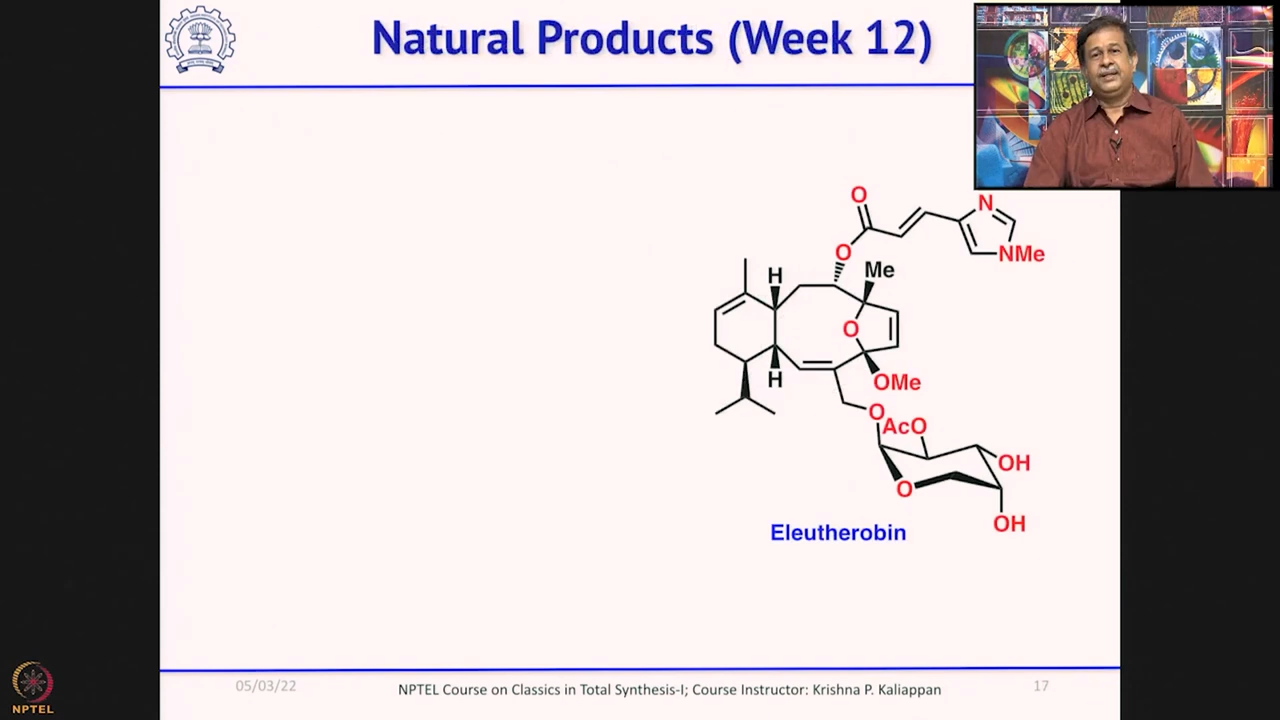 Natural Products (Week 12)
O
N
O
Me
NMe
H
O
H
OMe
O
AcO
OH
O
OH
Eleutherobin
05/03/22
NPTEL Course on Classics in Total Synthesis-I; Course Instructor: Krishna P. Kaliappan
17
NPTEL